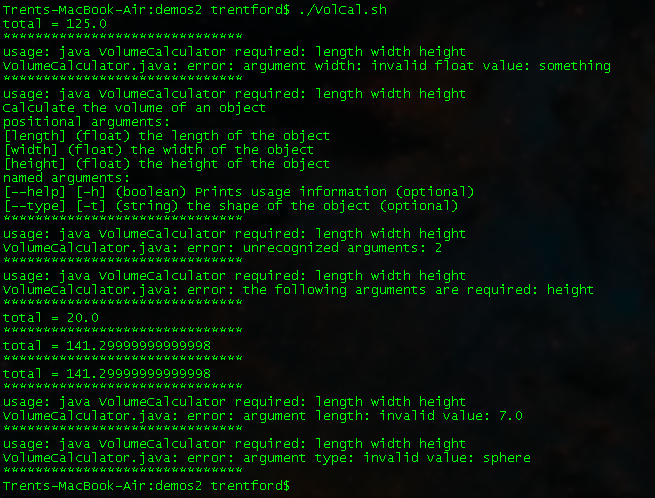 Trents-MacBook-Air:demos2 trentford$ ./VolCal.sh
total = 125.0
*****************************
usage: java VolumeCalculator required: length width height
VolumeCalculator.java: error: argument width: invalid float value: something
*****************************
usage: java VolumeCalculator required: length width height
Calculate the volume of an object
positional arguments:
[length] (float) the length of the object
[width] (float) the width of the object
[height] (float) the height of the object
named arguments:
[--help] [-h] (boolean) Prints usage information (optional)
[--type] [-t] (string) the shape of the object (optional)
*****************************
usage: java VolumeCalculator required: length width height
VolumeCalculator.java: error: unrecognized arguments: 2
*****************************
usage: java VolumeCalculator required: length width height
VolumeCalculator.java: error: the following arguments are required: height
*****************************
total = 20.0
*****************************
total = 141.29999999999998
*****************************
total = 141.29999999999998
*****************************
usage: java VolumeCalculator required: length width height
VolumeCalculator.java: error: argument length: invalid value: 7.0
*****************************
usage: java VolumeCalculator required: length width height
VolumeCalculator.java: error: argument type: invalid value: sphere
*****************************
Trents-MacBook-Air:demos2 trentford$